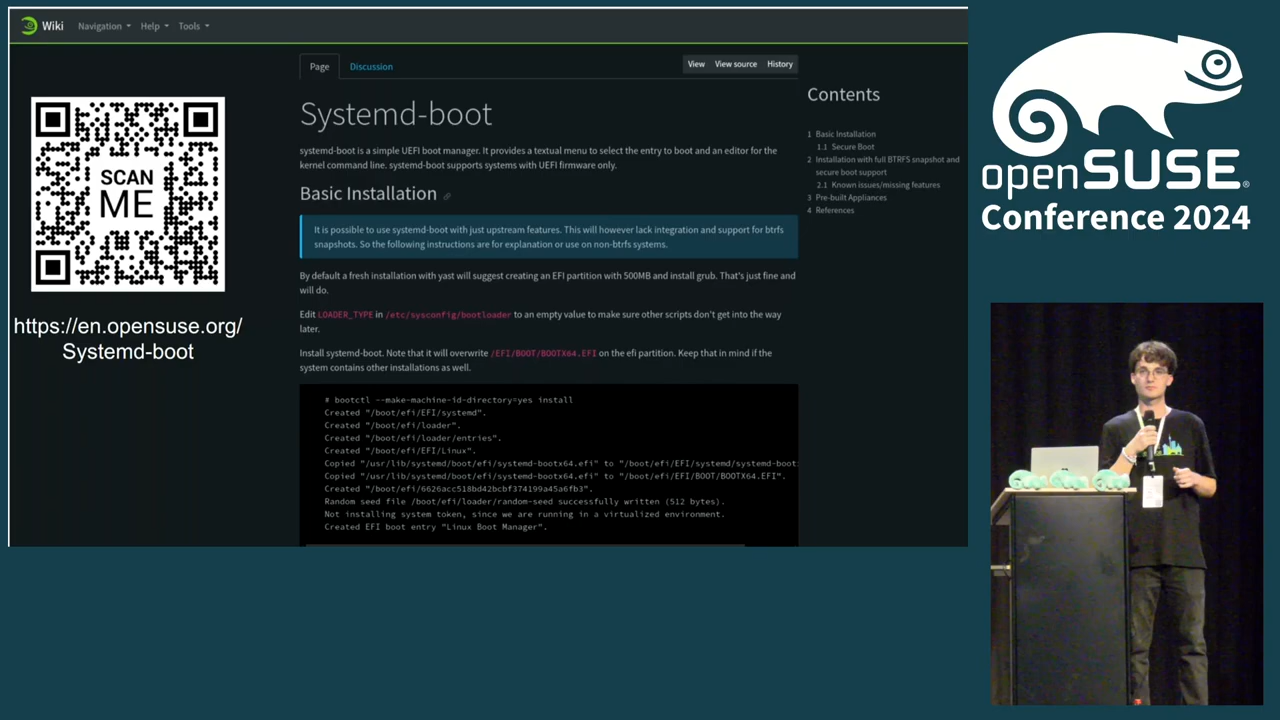 Wiki
Navigation
Help
Tools
SCAN
ME
https://en.opensuse.org/
Systemd-boot
Page
Discussion
View
View source
History
Systemd-boot
systemd-boot is a simple UEFI boot manager. It provides a textual menu to select the entry to boot and an editor for the
kernel command line. systemd-boot supports systems with UEFI firmware only.
Basic Installation
It is possible to use systemd-boot with just upstream features. This will however lack integration and support for btrfs
snapshots. So the following instructions are for explanation or use on non-btrfs systems.
By default a fresh installation with yast will suggest creating an EFI partition with 500MB and install grub. That's just fine and
will do.
Edit LOADER_TYPE in /etc/sysconfig/bootloader to an empty value to make sure other scripts don't get into the way
later.
Install systemd-boot. Note that it will overwrite /EFI/BOOT/BOOTX64.EFI on the efi partition. Keep that in mind if the
system contains other installations as well.
# bootctl --make-machine-id-directory=yes install
Created "/boot/efi/EFI/systemd".
Created "/boot/efi/loader".
Created "/boot/efi/loader/entries".
Created "/boot/efi/EFI/Linux".
Copied "/usr/lib/systemd/boot/efi/systemd-bootx64.efi" to "/boot/efi/EFI/systemd/systemd-boot
Copied "/usr/lib/systemd/boot/efi/systemd-bootx64.efi" to "/boot/efi/EFI/BOOT/BOOTX64.EFI".
Created "/boot/efi/6626acc518bd42bcbf374199a45a6fb3".
Random seed file /boot/efi/loader/random-seed successfully written (512 bytes).
Not installing system token, since we are running in a virtualized environment.
Created EFI boot entry "Linux Boot Manager".
Contents
1 Basic Installation
1.1 Secure Boot
2 Installation with full BTRFS snapshot and
secure boot support
2.1 Known issues/missing features
3 Pre-built Appliances
4 References
openSUSE®
Conference 2024